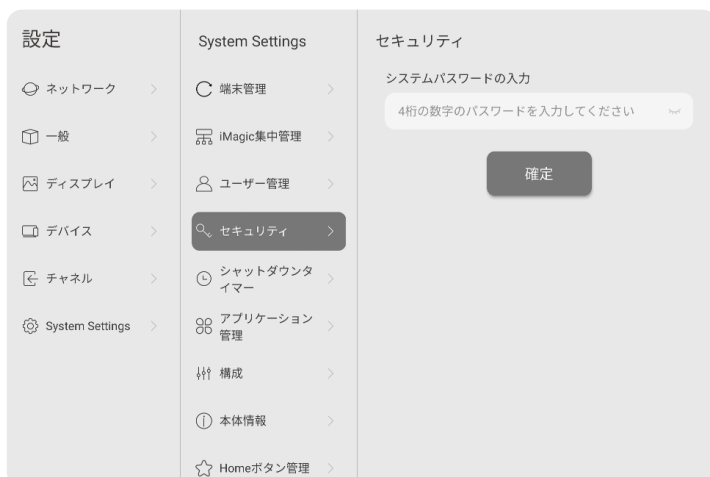 設定
ネットワーク
一般
ディスプレイ
デバイス
チャネル
System Settings
System Settings
端末管理
iMagic集中管理
ユーザー管理
セキュリティ
シャットダウンタ
イマー
アプリケーション
管理
構成
本体情報
Homeボタン管理
セキュリティ
システムパスワードの入力
4桁の数字のパスワードを入力してください
確定